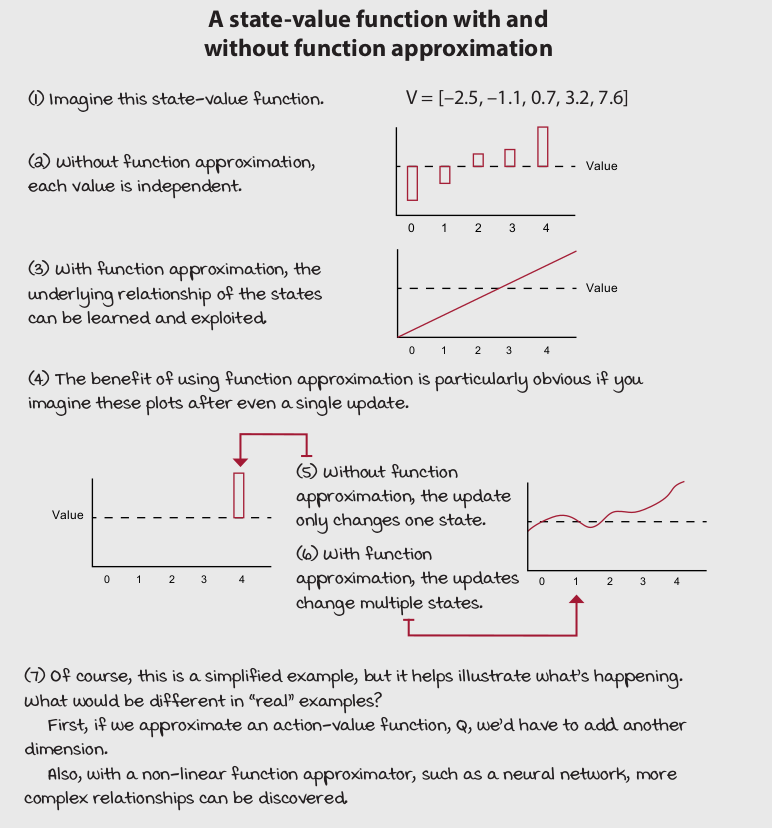 A state-value function with and
without function approximation
(1) Imagine this state-value function.
V = [–2.5, –1.1, 0.7, 3.2, 7.6]
(2) Without function approximation,
each value is independent.
Value
0 1 2 3 4
(3) With function approximation, the
underlying relationship of the states
can be learned and exploited.
Value
0 1 2 3 4
(4) The benefit of using function approximation is particularly obvious if you
imagine these plots after even a single update.
Value
0 1 2 3 4
(5) Without function
approximation, the update
only changes one state.
(6) With function
approximation, the updates
change multiple states.
0 1 2 3 4
(7) Of course, this is a simplified example, but it helps illustrate what's happening.
What would be different in "real" examples?
First, if we approximate an action-value function, Q, we'd have to add another
dimension.
Also, with a non-linear function approximator, such as a neural network, more
complex relationships can be discovered.